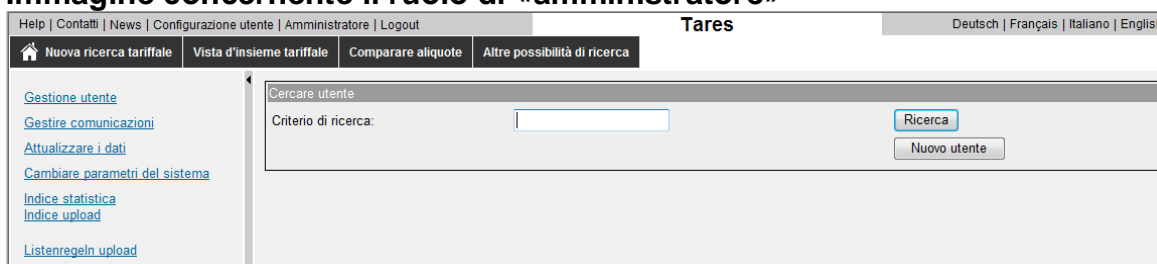 Immagine concernente il ruolo di «amministratore»
Help | Contatti | News | Configurazione utente | Amministratore | Logout
Tares
Deutsch | Français | Italiano | English
Nuova ricerca tariffale
Vista d'insieme tariffale
Comparare aliquote
Altre possibilità di ricerca
Gestione utente
Gestire comunicazioni
Attualizzare i dati
Cambiare parametri del sistema
Indice statistica
Indice upload
Listenregeln upload
Cercare utente
Criterio di ricerca:
Ricerca
Nuovo utente